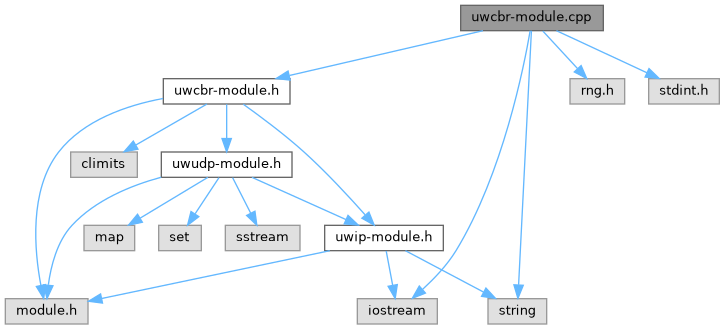 uwcbr-module.cpp
uwcbr-module.h
rng.h
stdint.h
climits
uwudp-module.h
map
set
sstream
uwip-module.h
module.h
iostream
string